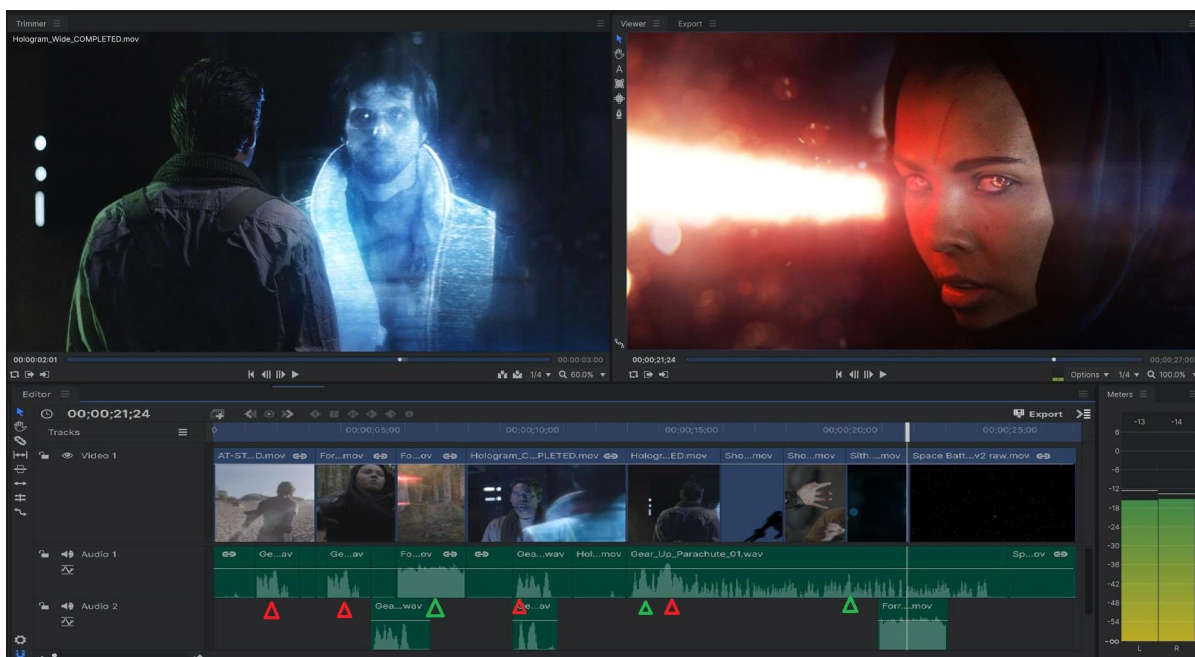 Trimmer
Hologram_Wide_COMPLETED.mov
00:00:02:01
00:00:03:00
1/4 60.0%
Viewer Export
A
00;00;21;24
00;00;27;00
Options 1/4 100.0%
Editor
00;00;21;24
Export
Tracks
00;00;05;00 00;00;10;00 00;00;15;00 00;00;20;00 00;00;25;00
Video 1
AT-ST...D.mov For...mov Fo...ov Hologram_C...PLETED.mov Hologr...ED.mov Sho...mov Sho...mov Sith...,mov Space Batt...v2 raw.mov
Audio 1
Ge...av Ge...av Fo...ov Gea...wav Hol...mov Gear_Up_Parachute_01.wav Sp...ov
Audio 2
Gea...wav Forr...mov
Meters
-13 -14
6
0
-6
-12
-18
-24
-30
-36
-42
-48
-54
-∞
L R